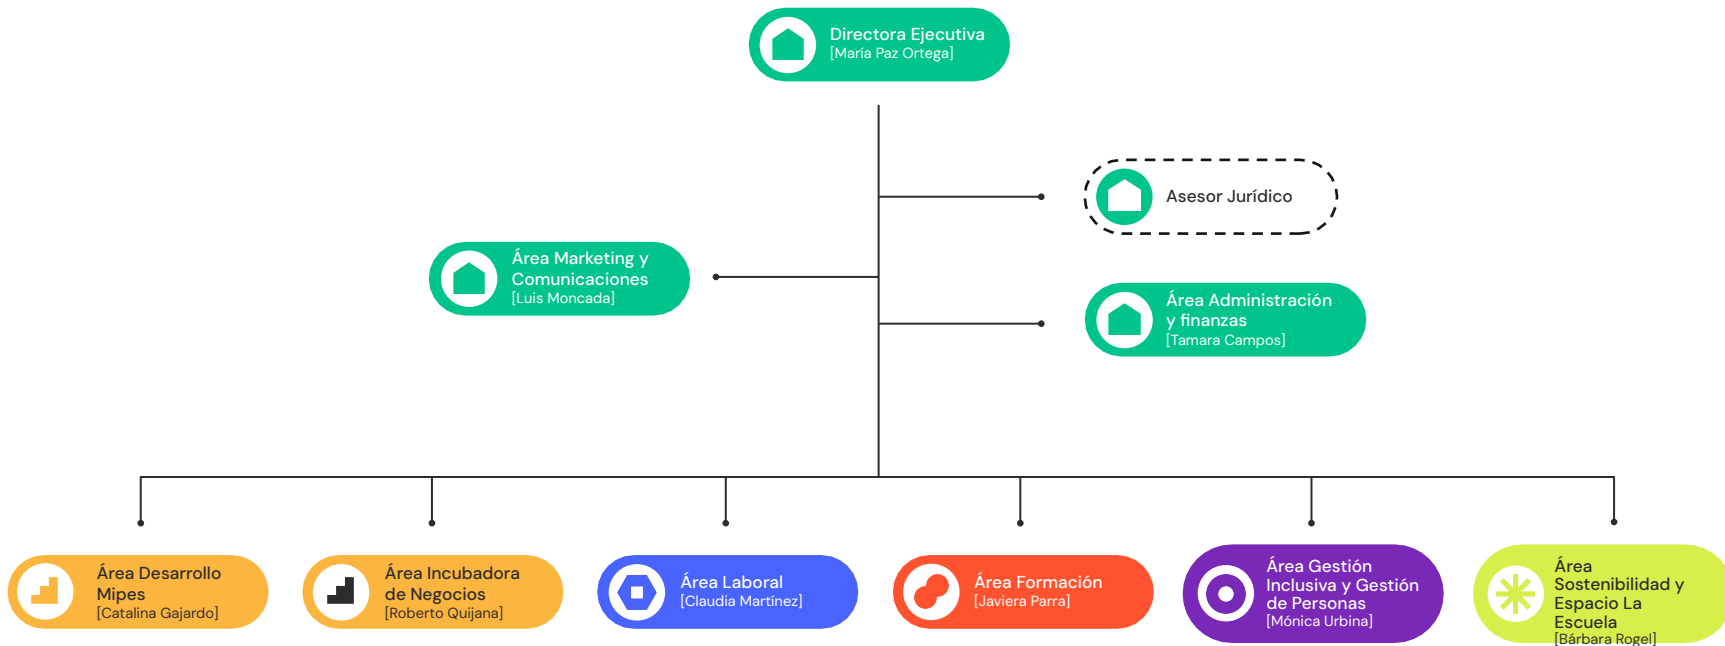 Directora Ejecutiva
[María Paz Ortega]
Asesor Jurídico
Área Marketing y
Comunicaciones
[Luis Moncada]
Área Administración
y finanzas
[Tamara Campos]
Área Desarrollo
Mipes
[Catalina Gajardo]
Área Incubadora
de Negocios
[Roberto Quijana]
Área Laboral
[Claudia Martínez]
Área Formación
[Javiera Parra]
Área Gestión
Inclusiva y Gestión
de Personas
[Mónica Urbina]
Área
Sostenibilidad y
Espacio La
Escuela
[Bárbara Rogel]